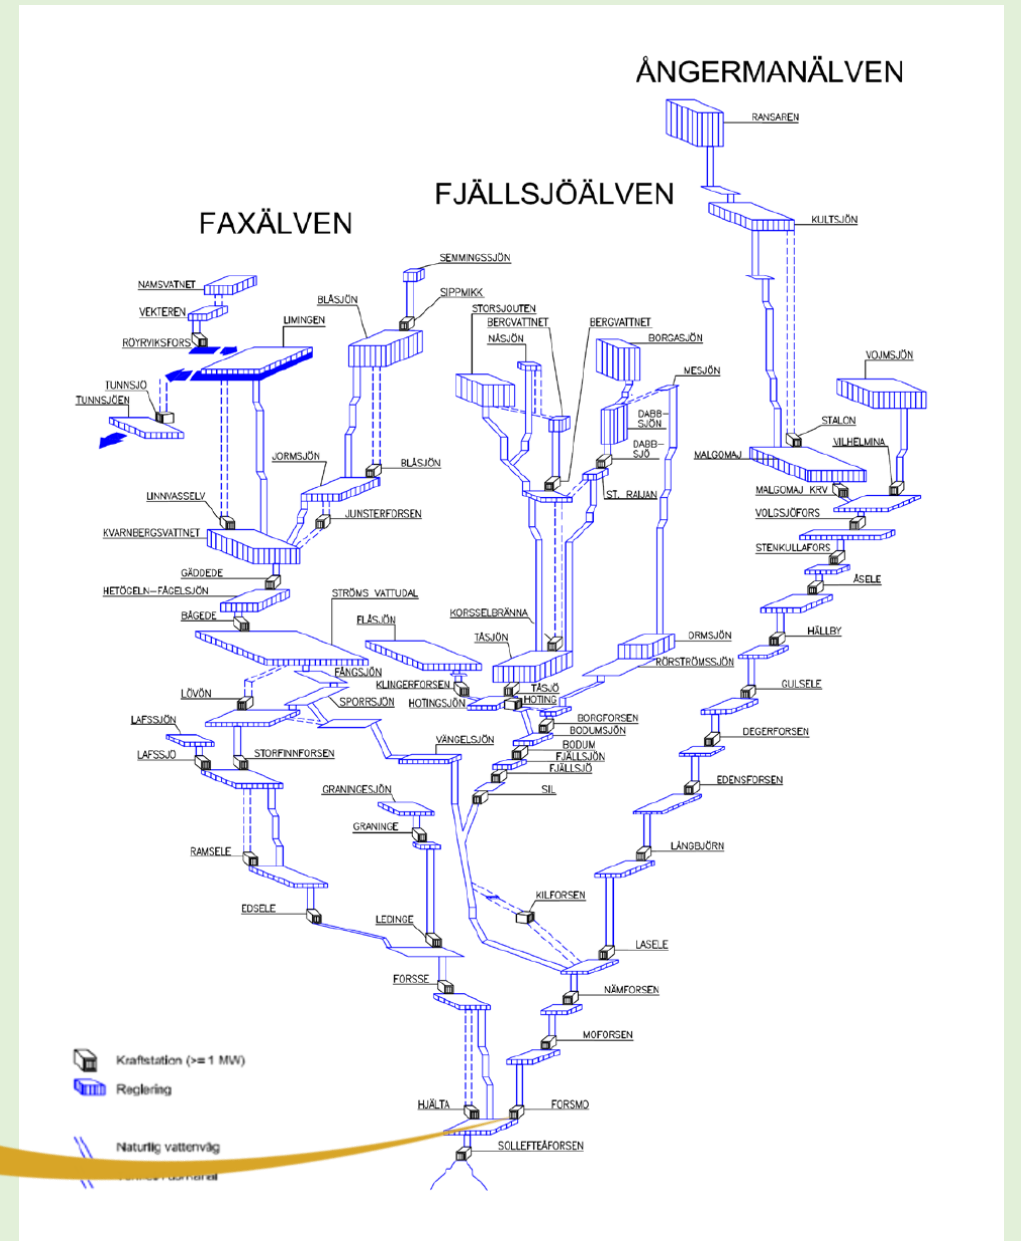 ÅNGERMANÄLVEN
RANSAREN
FJÄLLSJÖÄLVEN
FAXÄLVEN
KULTSJÖN
SEMMINGSSJÖN
NAMSVATNET
BLÅSJÖN
SIPPMIKK
STORSJOUTEN
VEKTEREN
LIMINGEN
BERGVATTNET
BERGVATTNET
NÄSJÖN
BORGASJÖN
RÖYRVIKSFORS
VOJMSJÖN
MESJÖN
TUNNSJÖ
TUNNSJÖEN
DABB-
SJÖN
STALON
DABB-
SJÖ
VILHELMINA
JORMSJÖN
BLÅSJÖN
BERGVATTNET
MALGOMAJ
LINNVASSELV
JUNSTERFORSEN
ST. RAIJAN
MALGOMAJ KRV
VOLGSJÖFORS
KVARNBERGSVATTNET
STENKULLAFORS
GÄDDEDE
ÅSELE
HETÖGELN-FÅGELSJÖN
STRÖMS VATTUDAL
BÅGEDE
FLÅSJÖN
KORSSELBRÄNNA
HÄLLBY
TÅSJÖN
ORMSJÖN
FÅNGSJÖN
RÖRSTRÖMSSJÖN
KLINGERFORSEN
TÅSJÖ
GULSELE
LÖVÖN
SPORRSJÖN
HOTINGSJÖN
HOTING
LAFSSJÖN
BORGFORSEN
BODUMSJÖN
DEGERFORSEN
VÄNGELSJÖN
BODUM
LAFSSJÖ
STORFINNFORSEN
FJÄLLSJÖN
FJÄLLSJÖ
EDENSFORSEN
GRANINGESJÖN
SIL
GRANINGE
LÅNGBJÖRN
RAMSELE
KILFORSEN
EDSELE
LEDINGE
LASELE
FORSSE
NÄMFORSEN
MOFORSEN
Kraftstation (>= 1 MW)
Reglering
HJÄLTA
FORSMO
Naturlig vattenväg
SOLLEFTEÅFORSEN